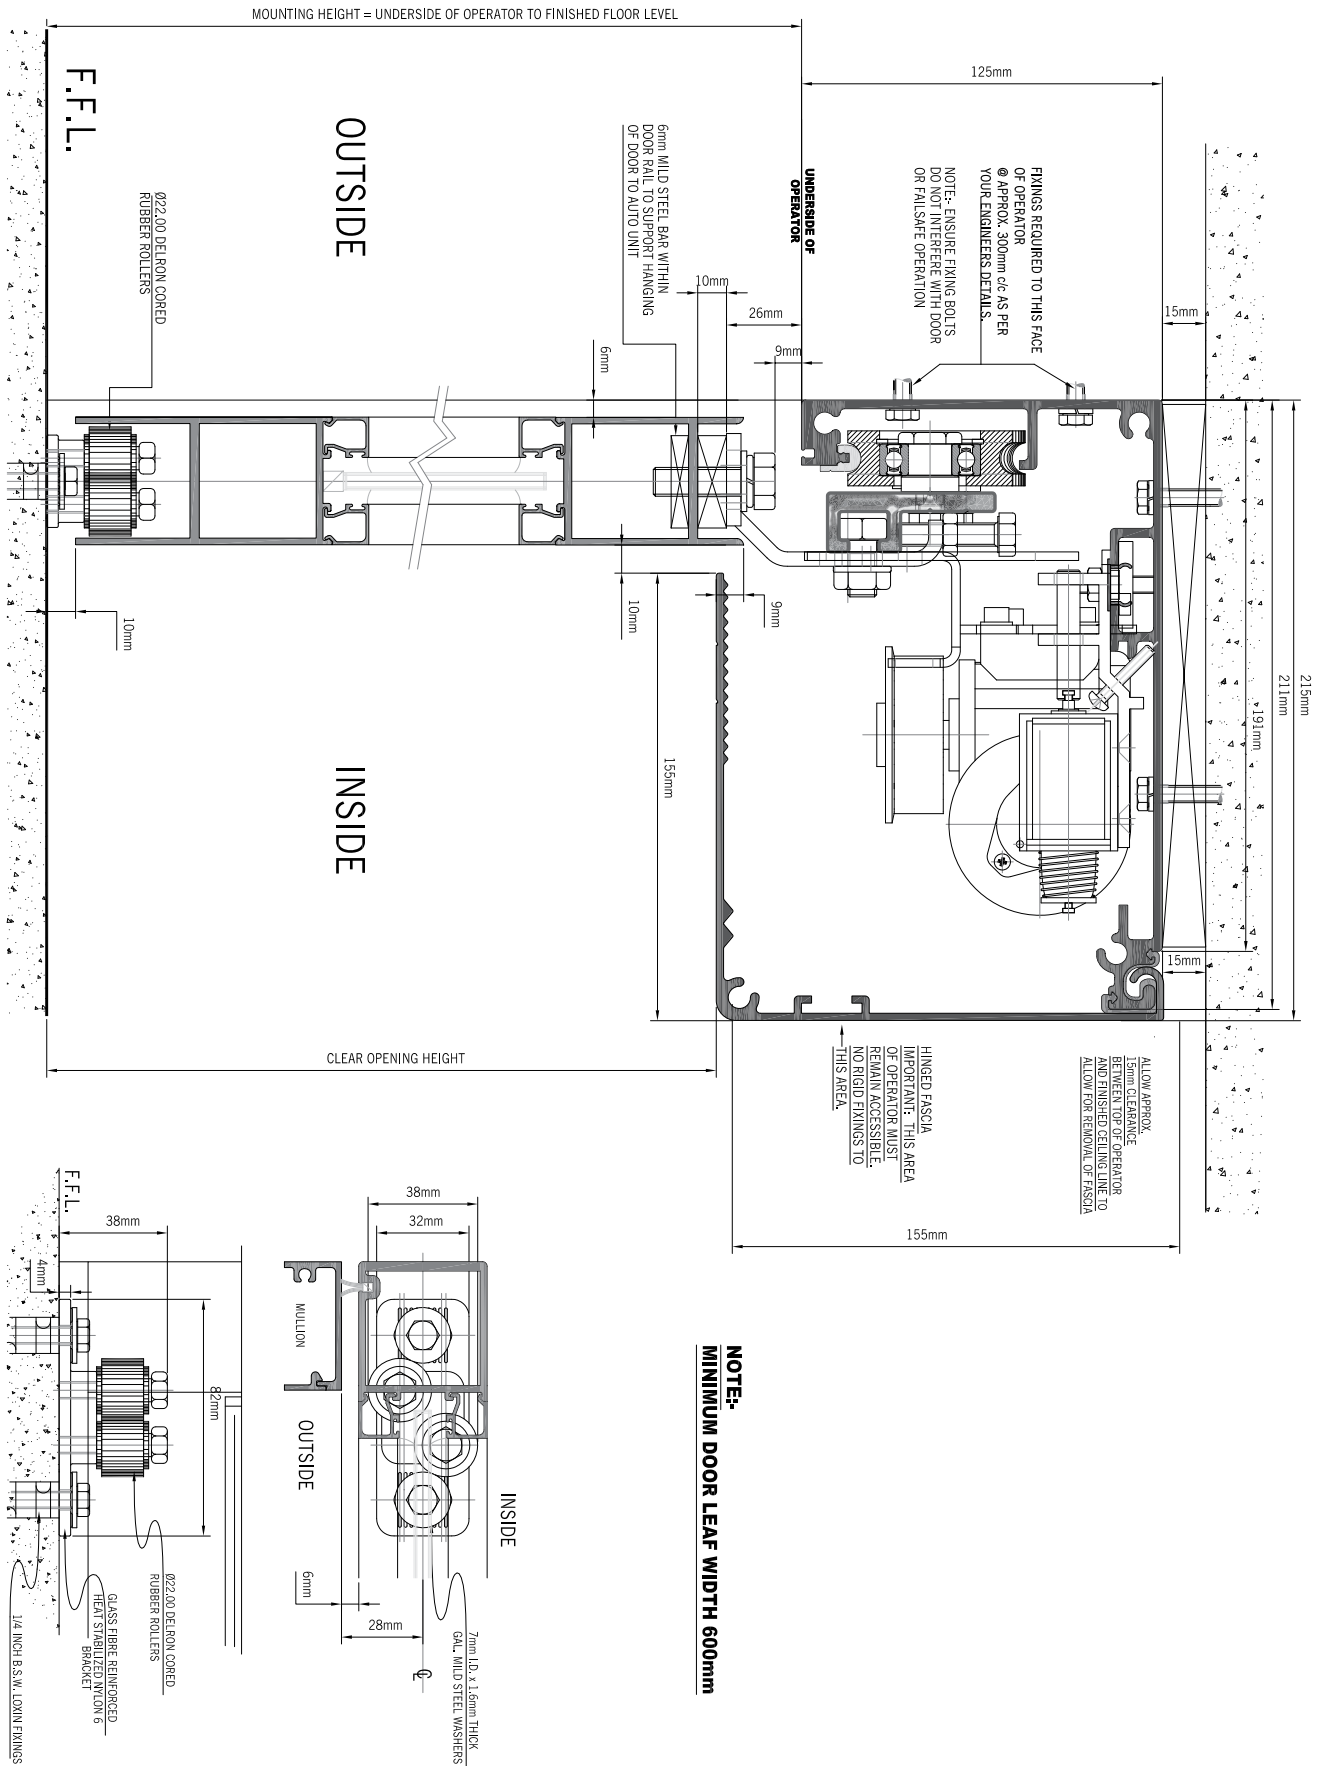 MOUNTING HEIGHT = UNDERSIDE OF OPERATOR TO FINISHED FLOOR LEVEL
125mm
F.F.L.
OUTSIDE
Ø22.00 DELRON CORED
RUBBER ROLLERS
6mm MILD STEEL BAR WITHIN
DOOR RAIL TO SUPPORT HANGING
OF DOOR TO AUTO UNIT
UNDERSIDE OF
OPERATOR
FIXINGS REQUIRED TO THIS FACE
OF OPERATOR
@ APPROX. 300mm c/c AS PER
YOUR ENGINEERS DETAILS.
NOTE:- ENSURE FIXING BOLTS
DO NOT INTERFERE WITH DOOR
OR FAILSAFE OPERATION
10mm
26mm
9mm
15mm
6mm
10mm
10mm
9mm
155mm
INSIDE
215mm
211mm
191mm
15mm
CLEAR OPENING HEIGHT
HINGED FASCIA
IMPORTANT: THIS AREA
OF OPERATOR MUST
REMAIN ACCESSIBLE.
NO RIGID FIXINGS TO
THIS AREA.
ALLOW APPROX.
15mm CLEARANCE
BETWEEN TOP OF OPERATOR
AND FINISHED CEILING LINE TO
ALLOW FOR REMOVAL OF FASCIA
155mm
F.F.L.
38mm
4mm
82mm
38mm
32mm
MULLION
OUTSIDE
INSIDE
6mm
28mm
℄
NOTE:-
MINIMUM DOOR LEAF WIDTH 600mm
7mm I.D. x 1.6mm THICK
GAL. MILD STEEL WASHERS
Ø22.00 DELRON CORED
RUBBER ROLLERS
GLASS FIBRE REINFORCED
HEAT STABILIZED NYLON 6
BRACKET
1/4 INCH B.S.W. LOXIN FIXINGS